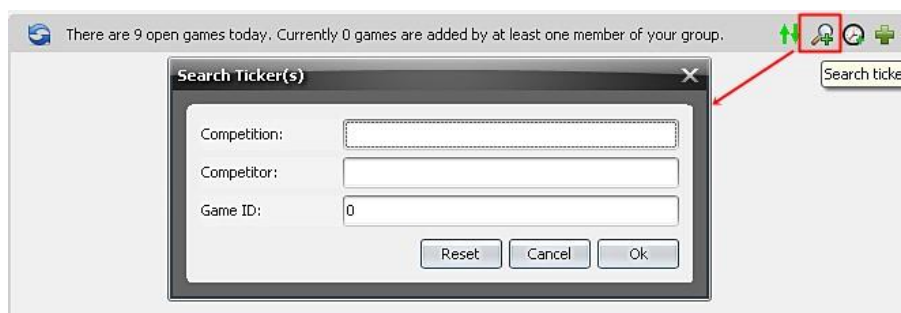 There are 9 open games today. Currently 0 games are added by at least one member of your group.
Search Ticker(s)
Search ticke
Competition:
Competitor:
Game ID: 0
Reset Cancel Ok